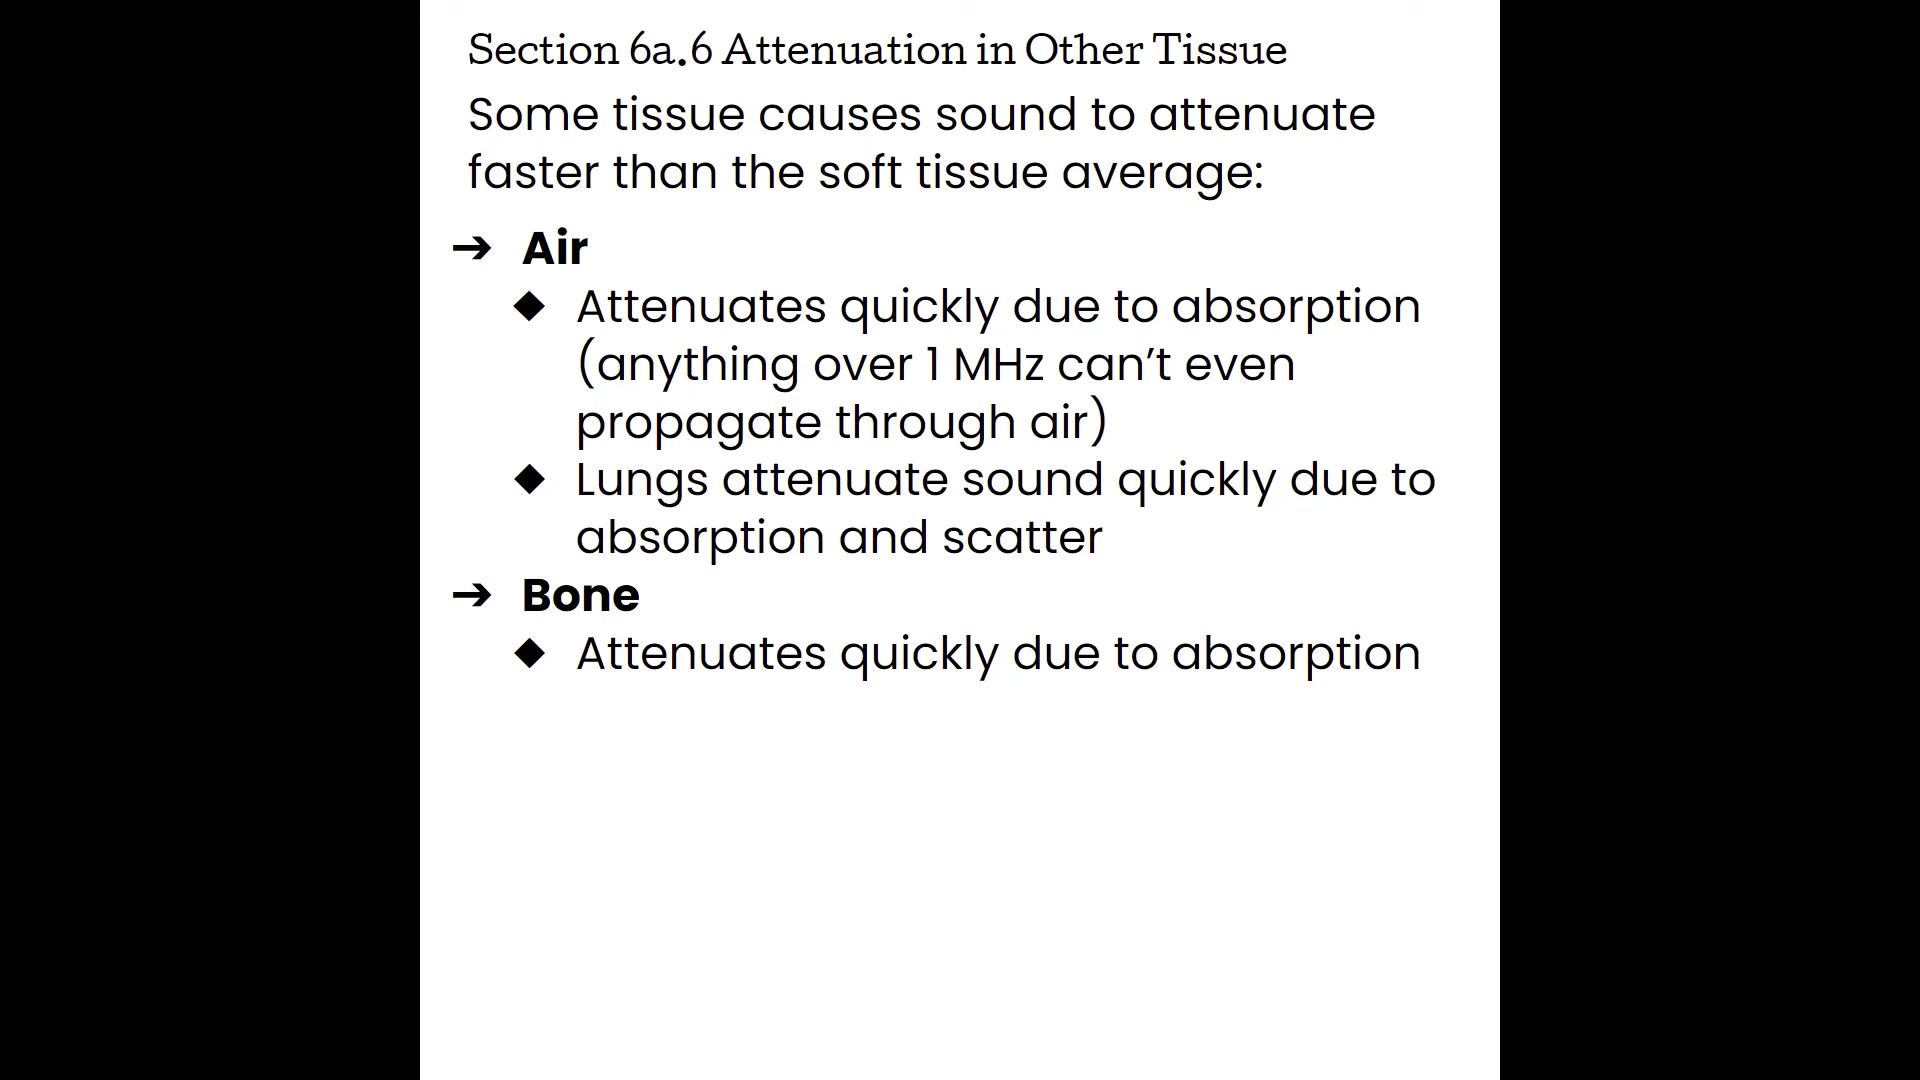 Section 6a.6 Attenuation in Other Tissue
Some tissue causes sound to attenuate
faster than the soft tissue average:
➔ Air
◆ Attenuates quickly due to absorption
(anything over 1 MHz can’t even
propagate through air)
◆ Lungs attenuate sound quickly due to
absorption and scatter
➔ Bone
◆ Attenuates quickly due to absorption